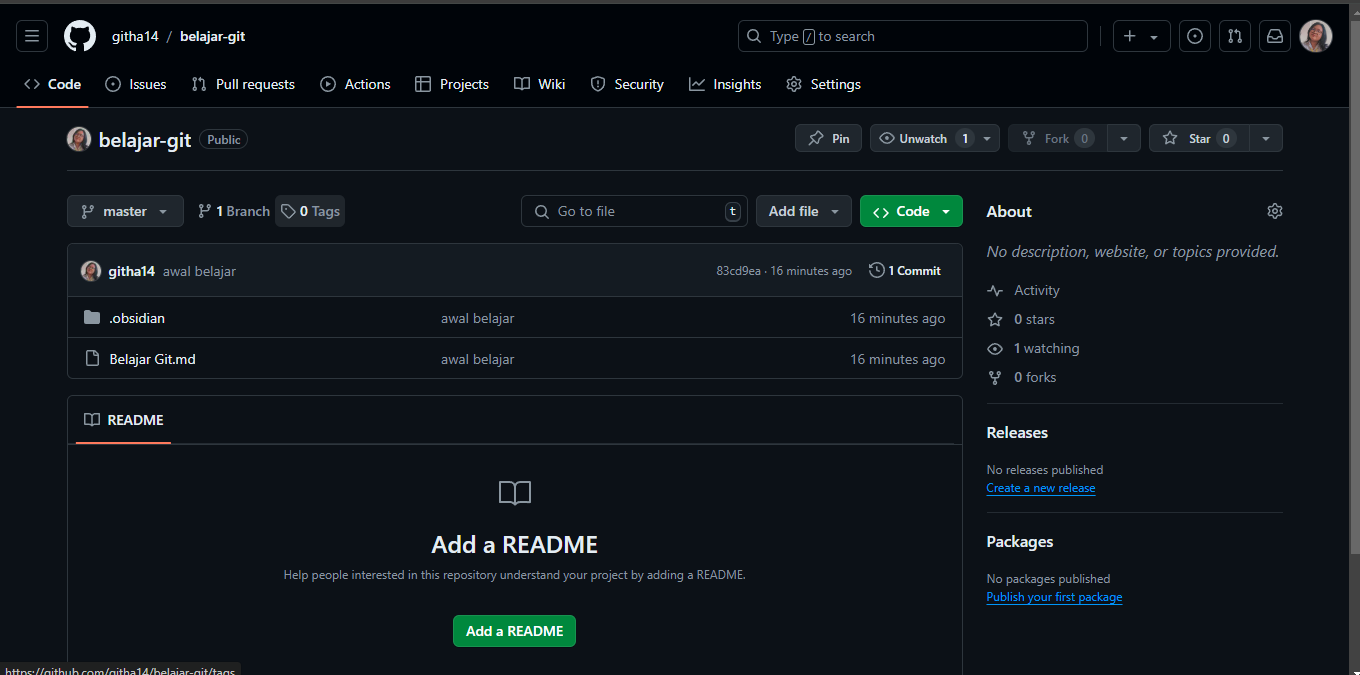 githa14 / belajar-git
Type / to search
Code
Issues
Pull requests
Actions
Projects
Wiki
Security
Insights
Settings
belajar-git Public
Pin
Unwatch 1
Fork 0
Star 0
master
1 Branch
0 Tags
Go to file t
Add file
Code
githa14 awal belajar 83cd9ea · 16 minutes ago 1 Commit
.obsidian awal belajar 16 minutes ago
Belajar Git.md awal belajar 16 minutes ago
README
Add a README
Help people interested in this repository understand your project by adding a README.
Add a README
About
No description, website, or topics provided.
Activity
0 stars
1 watching
0 forks
Releases
No releases published
Create a new release
Packages
No packages published
Publish your first package
https://github.com/githa14/belajar-git/tags